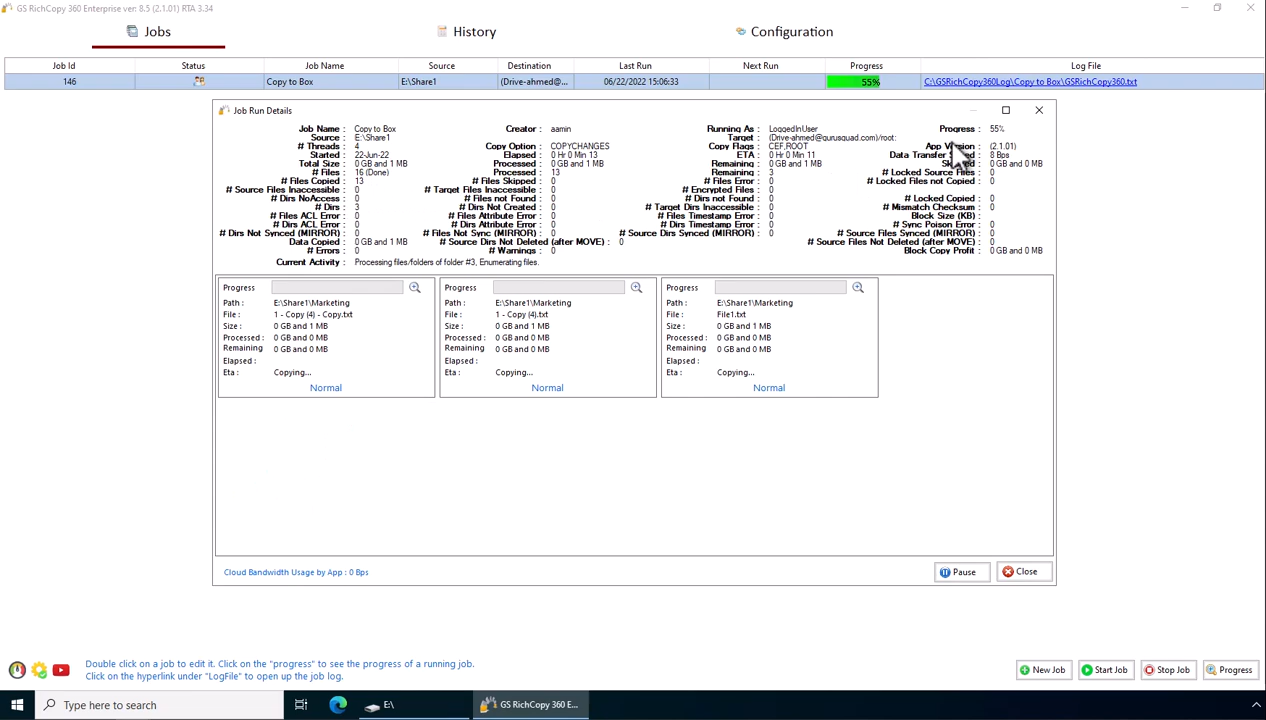 GS RichCopy 360 Enterprise ver: 8.5 (2.1.01) RTA 3.34
Jobs History Configuration
Job Id Status Job Name Source Destination Last Run Next Run Progress Log File
146 Copy to Box E:\Share1 (Drive-ahmed@... 06/22/2022 15:06:33 55% C:\GSRichCopy360Log\Copy to Box\GSRichCopy360.txt
Job Run Details
Job Name : Copy to Box Creator : aamin Running As : LoggedInUser Progress : 55%
Source : E:\Share1 Target : (Drive-ahmed@gurusquad.com)/root:
# Threads : 4 Copy Option : COPYCHANGES Copy Flags : CEF,ROOT App Version : (2.1.01)
Started : 22-Jun-22 Elapsed : 0 Hr 0 Min 13 ETA : 0 Hr 0 Min 11 Data Transfer : 8 Bps
Total Size : 0 GB and 1 MB Processed : 0 GB and 1 MB Remaining : 0 GB and 1 MB : 0 GB and 0 MB
# Files : 16 (Done) Processed : 13 Remaining : 3 # Locked Source Files : 0
# Files Copied : 13 # Files Skipped : 0 # Files Error : 0 # Locked Files not Copied : 0
# Source Files Inaccessible : 0 # Target Files Inaccessible : 0 # Encrypted Files : 0
# Dirs NoAccess : 0 # Files not Found : 0 # Dirs not Found : 0 # Locked Copied : 0
# Dirs : 3 # Dirs Not Created : 0 # Target Dirs Inaccessible : 0 # Mismatch Checksum : 0
# Files ACL Error : 0 # Files Attribute Error : 0 # Files Timestamp Error : 0 Block Size (KB) : 0
# Dirs ACL Error : 0 # Dirs Attribute Error : 0 # Dirs Timestamp Error : 0 # Sync Poison Error : 0
# Dirs Not Synced (MIRROR) : 0 # Files Not Sync (MIRROR) : 0 # Source Dirs Synced (MIRROR) : 0 # Source Files Synced (MIRROR) : 0
Data Copied : 0 GB and 1 MB # Source Dirs Not Deleted (after MOVE) : 0 # Source Files Not Deleted (after MOVE) : 0
# Errors : 0 # Warnings : 0 Block Copy Profit : 0 GB and 0 MB
Current Activity : Processing files/folders of folder #3, Enumerating files.
Progress
Path : E:\Share1\Marketing
File : 1 - Copy (4) - Copy.txt
Size : 0 GB and 1 MB
Processed : 0 GB and 0 MB
Remaining 0 GB and 0 MB
Elapsed :
Eta : Copying...
Normal
Progress
Path : E:\Share1\Marketing
File : 1 - Copy (4).txt
Size : 0 GB and 1 MB
Processed : 0 GB and 0 MB
Remaining 0 GB and 0 MB
Elapsed :
Eta : Copying...
Normal
Progress
Path : E:\Share1\Marketing
File : File1.txt
Size : 0 GB and 1 MB
Processed : 0 GB and 0 MB
Remaining 0 GB and 0 MB
Elapsed :
Eta : Copying...
Normal
Cloud Bandwidth Usage by App : 0 Bps
Pause Close
Double click on a job to edit it. Click on the "progress" to see the progress of a running job.
Click on the hyperlink under "LogFile" to open up the job log.
New Job Start Job Stop Job Progress
Type here to search E:\ GS RichCopy 360 E...